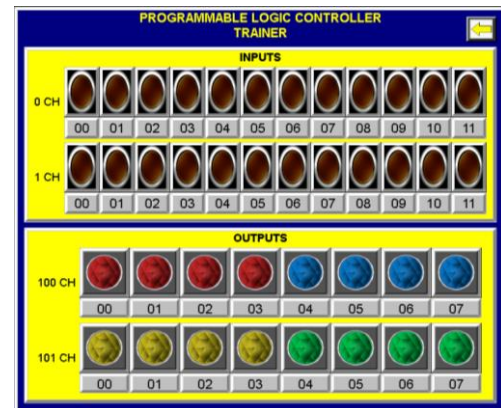 PROGRAMMABLE LOGIC CONTROLLER
TRAINER
INPUTS
0 CH
00 01 02 03 04 05 06 07 08 09 10 11
1 CH
00 01 02 03 04 05 06 07 08 09 10 11
OUTPUTS
100 CH
00 01 02 03 04 05 06 07
101 CH
00 01 02 03 04 05 06 07